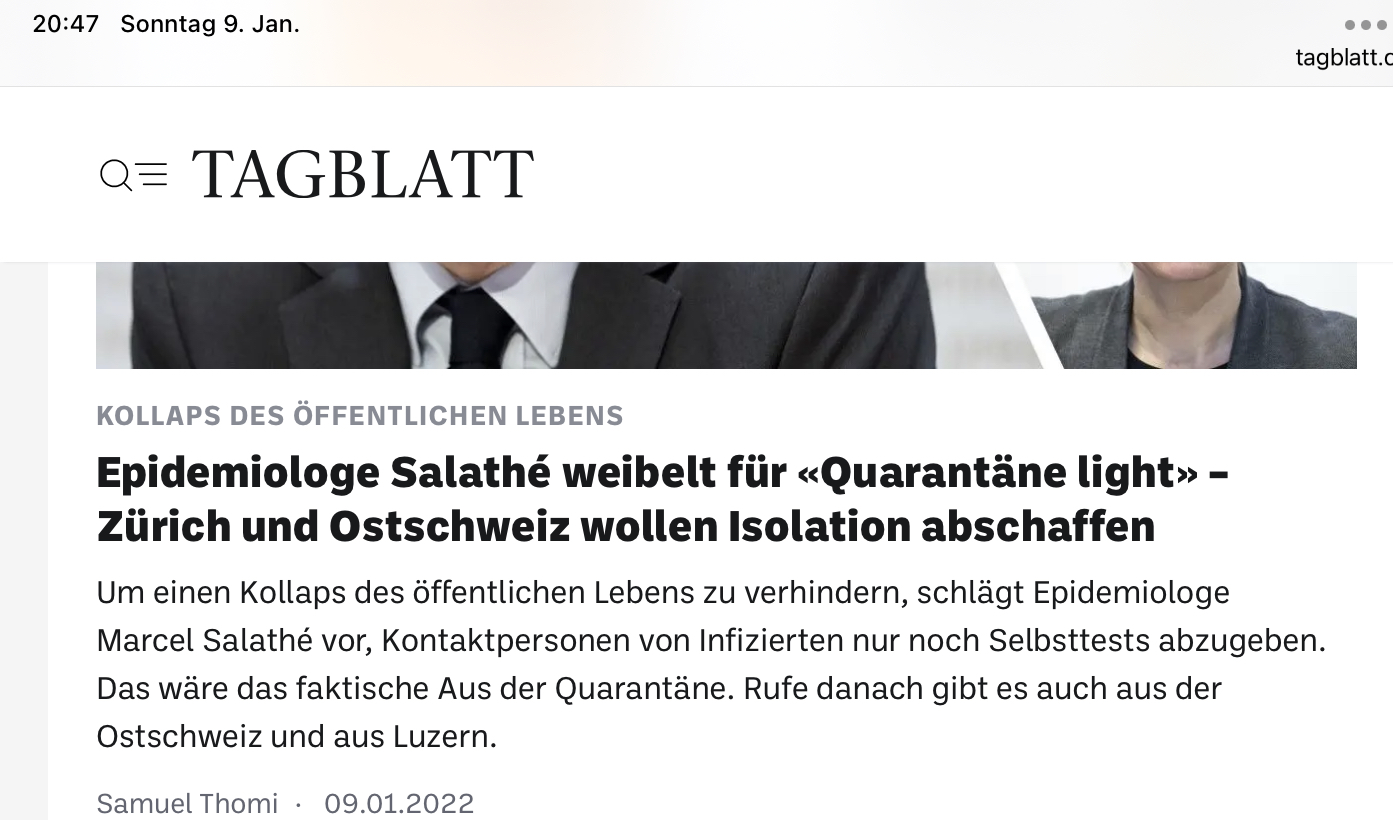 20:47 Sonntag 9. Jan.
tagblatt.c
TAGBLATT
KOLLAPS DES ÖFFENTLICHEN LEBENS
Epidemiologe Salathé weibelt für «Quarantäne light» –
Zürich und Ostschweiz wollen Isolation abschaffen
Um einen Kollaps des öffentlichen Lebens zu verhindern, schlägt Epidemiologe
Marcel Salathé vor, Kontaktpersonen von Infizierten nur noch Selbsttests abzugeben.
Das wäre das faktische Aus der Quarantäne. Rufe danach gibt es auch aus der
Ostschweiz und aus Luzern.
Samuel Thomi · 09.01.2022